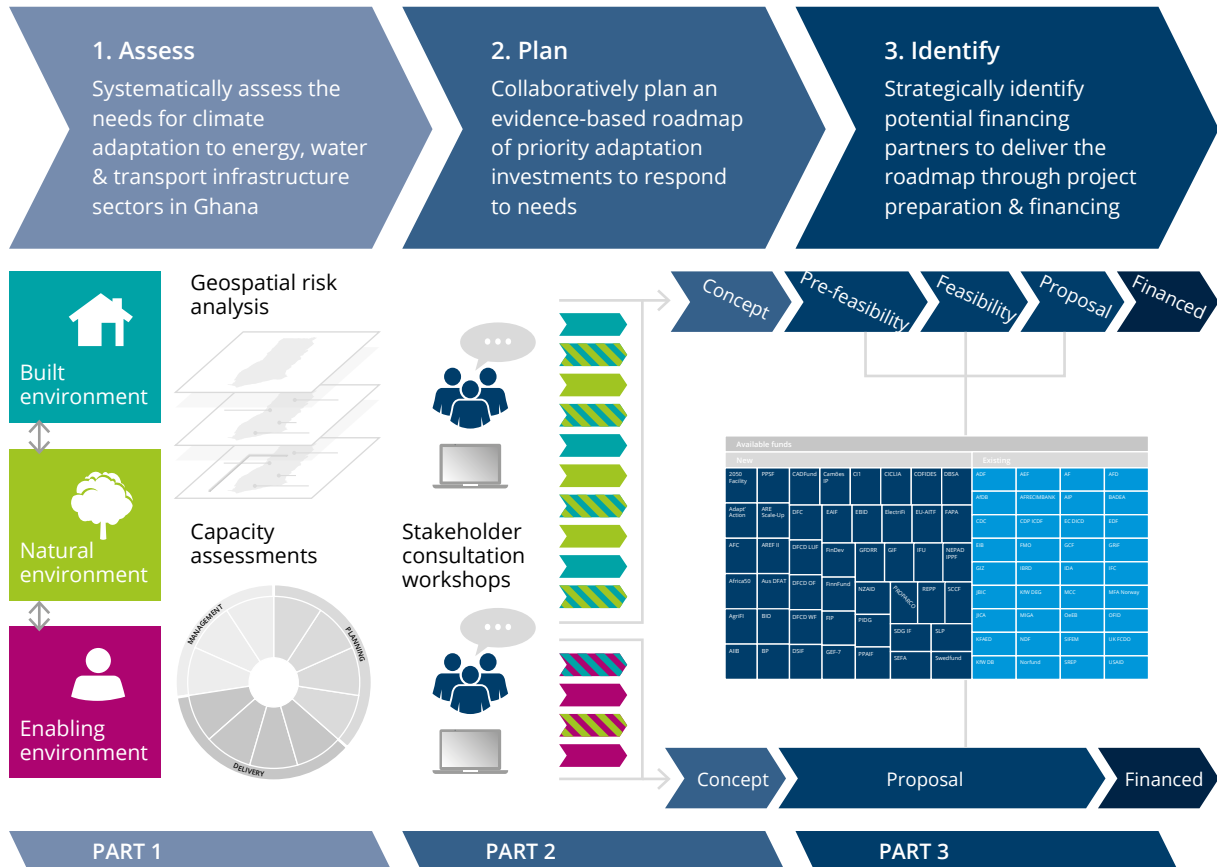 1. Assess
Systematically assess the
needs for climate
adaptation to energy, water
& transport infrastructure
sectors in Ghana
2. Plan
Collaboratively plan an
evidence-based roadmap
of priority adaptation
investments to respond
to needs
3. Identify
Strategically identify
potential financing
partners to deliver the
roadmap through project
preparation & financing
Built
environment
Natural
environment
Enabling
environment
Geospatial risk
analysis
Capacity
assessments
MANAGEMENT
PLANNING
DELIVERY
Stakeholder
consultation
workshops
Concept
Pre-feasibility
Feasibility
Proposal
Financed
Available funds
New
Existing
2050
Facility
PPSF
CADFund
Camões
IP
CI1
CICLIA
COFIDES
DBSA
Adapt'
Action
ARE
Scale-Up
DFC
EAIF
EBID
ElectriFi
EU-AITF
FAPA
AFC
AREF II
DFCD LUF
FinDev
GFDRR
GIF
IFU
NEPAD
IPPF
Africa50
Aus DFAT
DFCD OF
FinnFund
NZAID
PROPARCO
REPP
SCCF
AgriFI
BIO
DFCD WF
FIP
PIDG
SDG IF
SLP
AIIB
BP
DSIF
GEF-7
PPAIF
SEFA
Swedfund
ADF
AEF
AF
AFD
AfDB
AFREXIMBANK
AIP
BADEA
CDC
CDP ICDF
EC DICD
EDF
EIB
FMO
GCF
GRIF
GIZ
IBRD
IDA
IFC
JBIC
KfW DEG
MCC
MFA Norway
JICA
MIGA
OeEB
OFID
KFAED
NDF
SIFEM
UK FCDO
KfW DB
Norfund
SREP
USAID
Concept
Proposal
Financed
PART 1
PART 2
PART 3